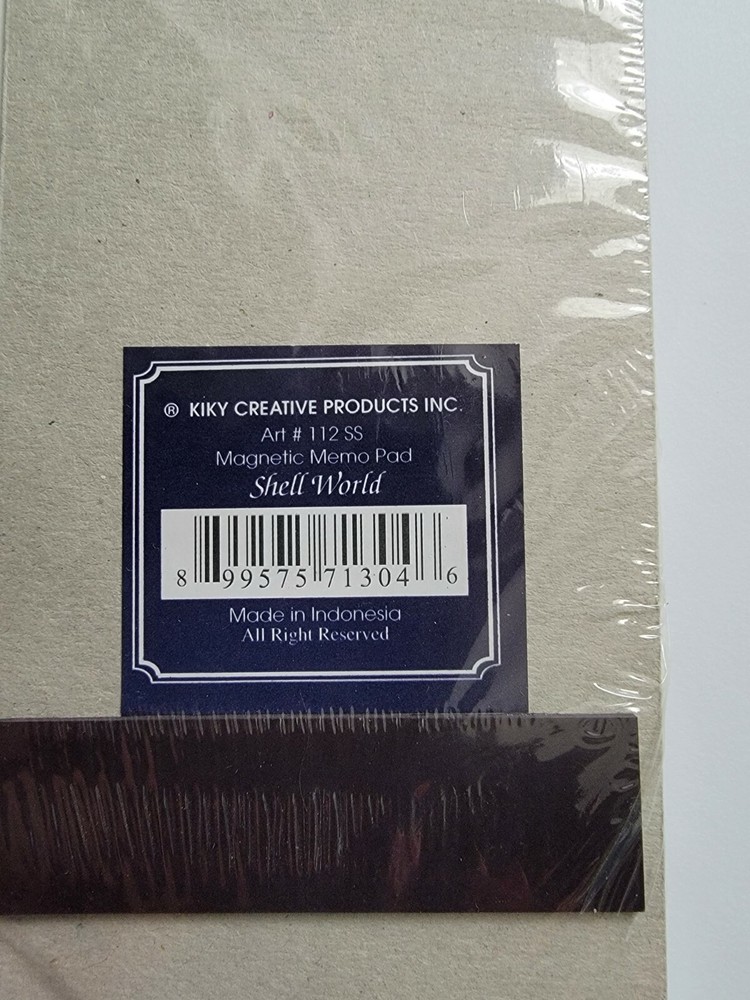 ® KIKY CREATIVE PRODUCTS INC.
Art # 112 SS
Magnetic Memo Pad
Shell World
8 99575 71304 6
Made in Indonesia
All Right Reserved